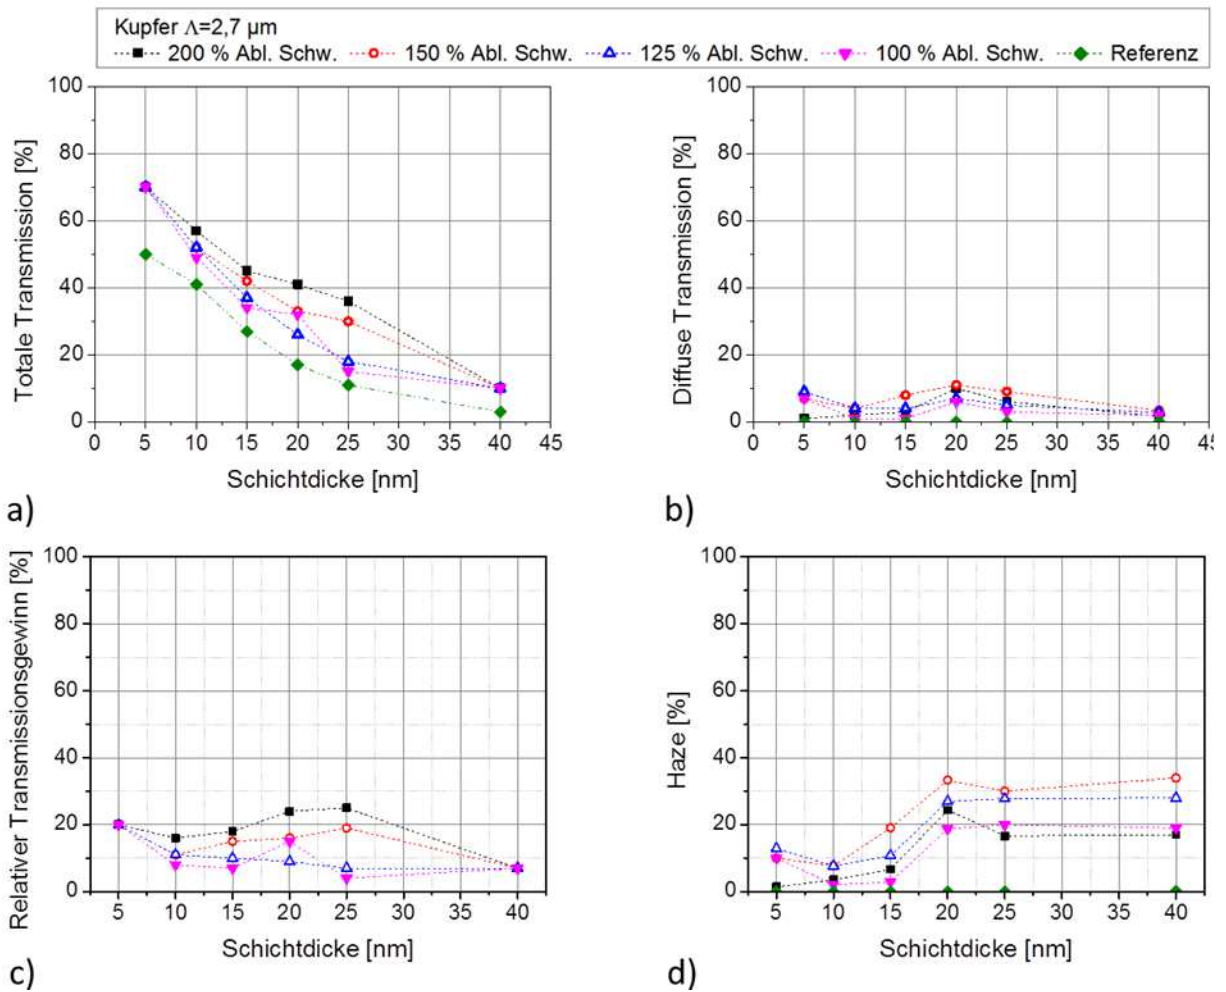 Kupfer Λ=2,7 µm
200 % Abl. Schw. 150 % Abl. Schw. 125 % Abl. Schw. 100 % Abl. Schw. Referenz
Totale Transmission [%]
100
80
60
40
20
0
0 5 10 15 20 25 30 35 40 45
Schichtdicke [nm]
a)
Diffuse Transmission [%]
100
80
60
40
20
0
0 5 10 15 20 25 30 35 40 45
Schichtdicke [nm]
b)
Relativer Transmissionsgewinn [%]
100
80
60
40
20
0
5 10 15 20 25 30 35 40
Schichtdicke [nm]
c)
Haze [%]
100
80
60
40
20
0
5 10 15 20 25 30 35 40
Schichtdicke [nm]
d)